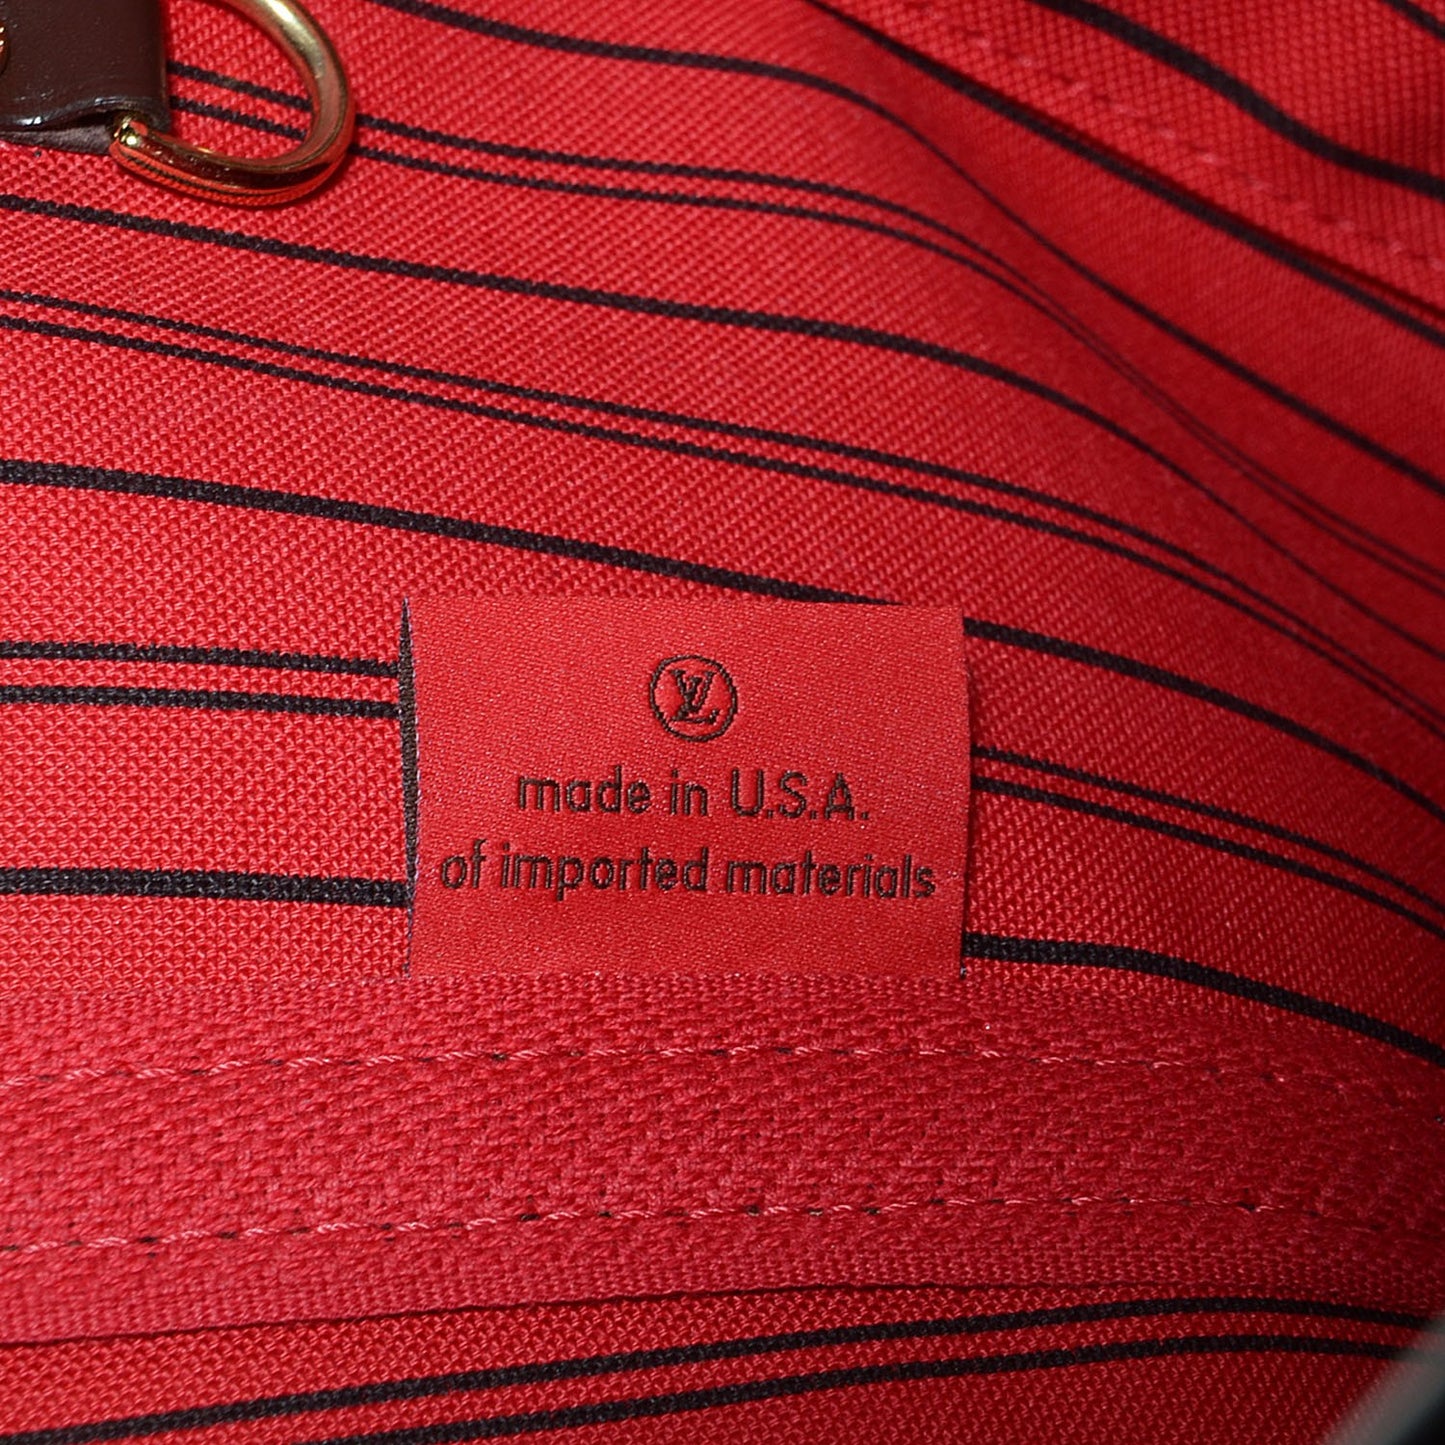 LV
made in U.S.A.
of imported materials